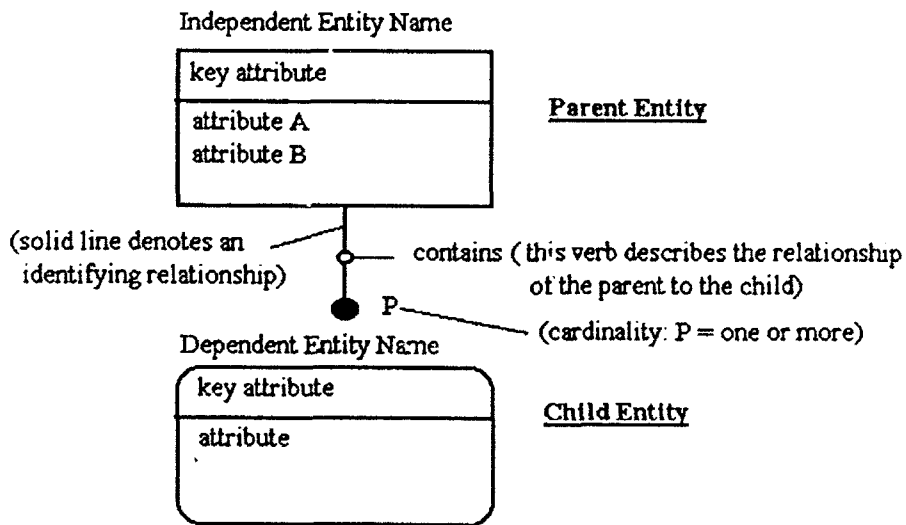 Independent Entity Name
key attribute
Parent Entity
attribute A
attribute B
(solid line denotes an
identifying relationship)
contains (this verb describes the relationship
of the parent to the child)
P
(cardinality: P = one or more)
Dependent Entity Name
key attribute
Child Entity
attribute